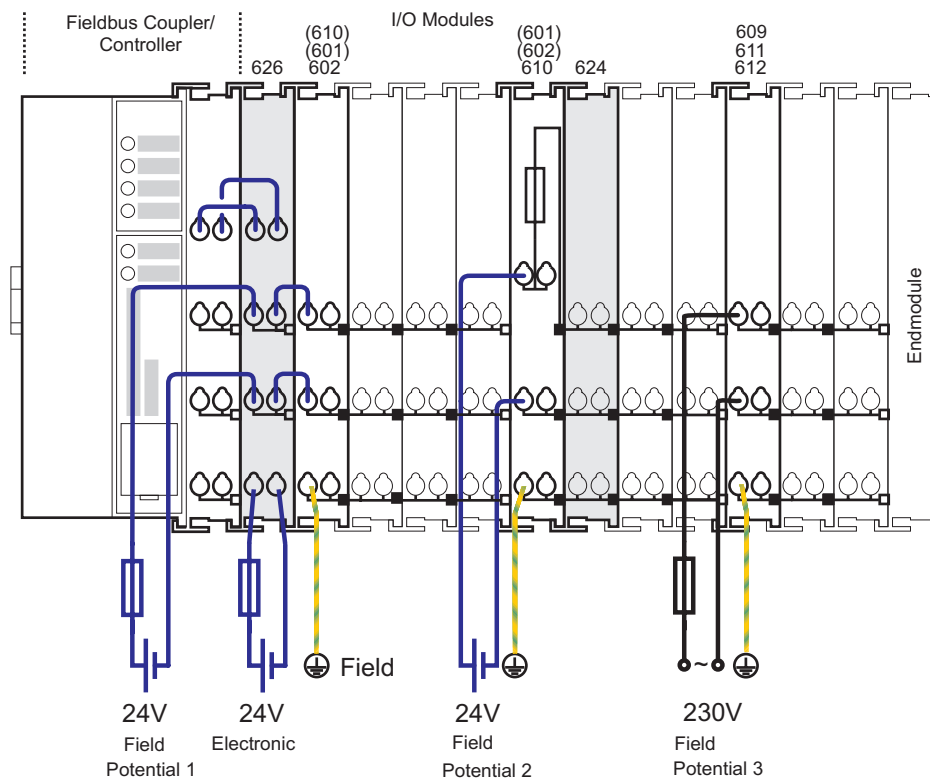 Fieldbus Coupler/
Controller
I/O Modules
626
(610)
(601)
602
(601)
(602)
610
624
609
611
612
Endmodule
Field
~
24V
Field
Potential 1
24V
Electronic
24V
Field
Potential 2
230V
Field
Potential 3